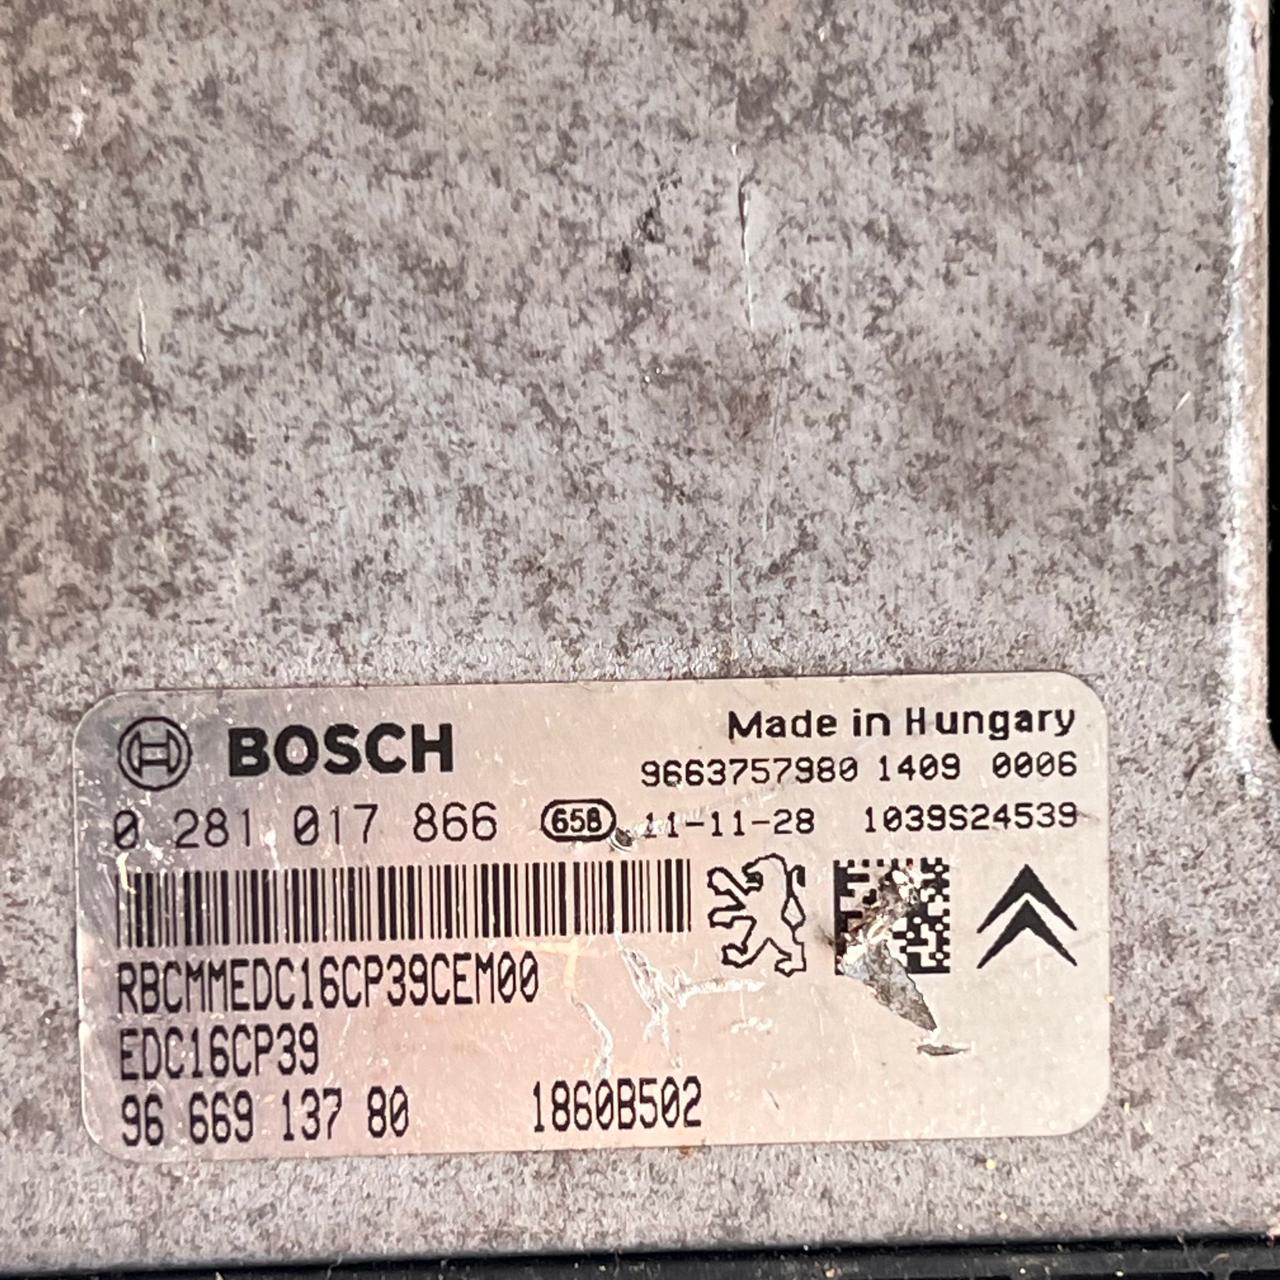 BOSCH
Made in Hungary
9663757980 1409 0006
0 281 017 866 658 11-11-28 1039S24539
RBCMMEDC16CP39CEM00
EDC16CP39
96 669 137 80 1860B502